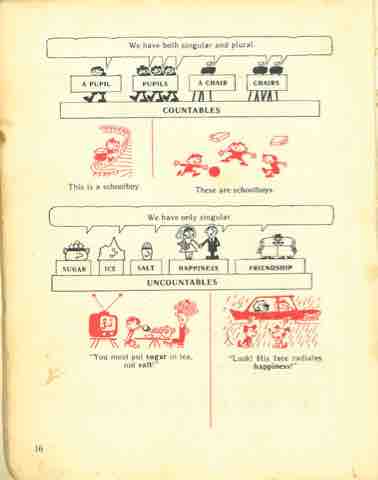 We have both singular and plural.
A PUPIL PUPILS A CHAIR CHAIRS
COUNTABLES
This is a schoolboy.
These are schoolboys.
We have only singular.
SUGAR ICE SALT HAPPINESS FRIENDSHIP
UNCOUNTABLES
"You must put sugar in tea,
not salt!"
"Look! His face radiates
happiness!"
16